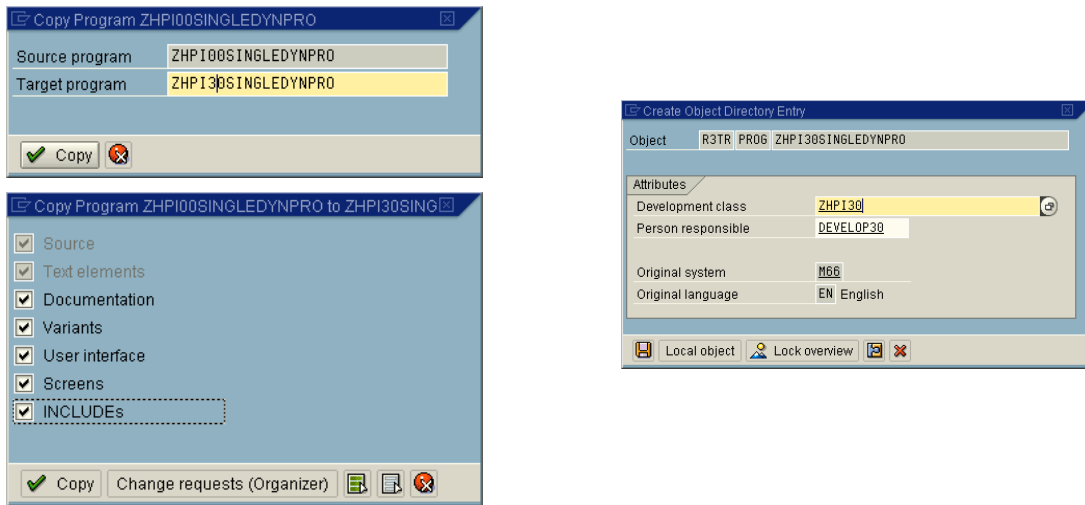 Copy Program ZHPI00SINGLEDYNPRO
Source program ZHPI00SINGLEDYNPRO
Target program ZHPI30SINGLEDYNPRO
Copy
Copy Program ZHPI00SINGLEDYNPRO to ZHPI30SING
Source
Text elements
Documentation
Variants
User interface
Screens
INCLUDEs
Copy Change requests (Organizer)
Create Object Directory Entry
Object R3TR PROG ZHPI30SINGLEDYNPRO
Attributes
Development class ZHPI30
Person responsible DEVELOP30
Original system M66
Original language EN English
Local object Lock overview